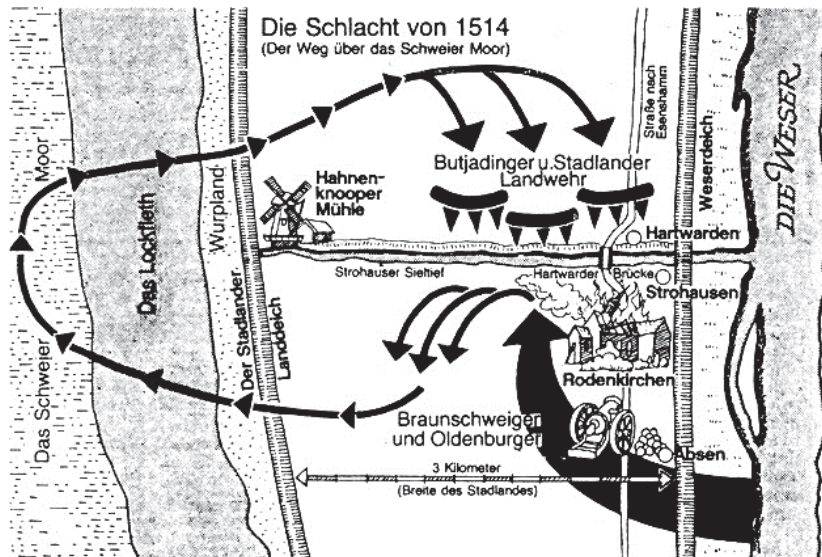 Die Schlacht von 1514
(Der Weg über das Schweier Moor)
Straße nach
Esenshamm
Weserdeich
DIE WESER
Moor
Das Lockfleth
Wurpland
Hahnen-
knooper
Mühle
Butjadinger u. Stadlander
Landwehr
Hartwarden
Strohauser Sieltief
Hartwarder Brücke
Strohausen
Der Stadlander
Landdeich
Das Schweier
Rodenkirchen
Braunschweiger
und Oldenburger
Absen
3 Kilometer
(Breite des Stadlandes)